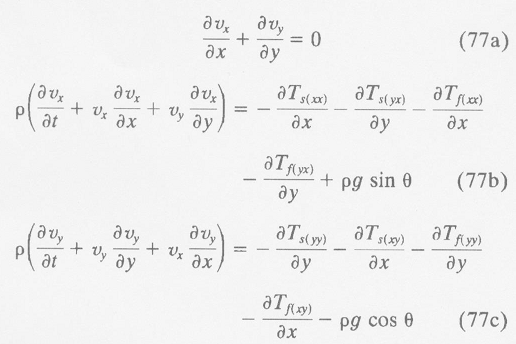 ∂v_x/∂x + ∂v_y/∂y = 0 (77a)
ρ(∂v_x/∂t + v_x ∂v_x/∂x + v_y ∂v_x/∂y) = − ∂T_s(xx)/∂x − ∂T_s(yx)/∂y − ∂T_f(xx)/∂x
− ∂T_f(yx)/∂y + ρg sin θ (77b)
ρ(∂v_y/∂t + v_y ∂v_y/∂y + v_x ∂v_y/∂x) = − ∂T_s(yy)/∂y − ∂T_s(xy)/∂x − ∂T_f(yy)/∂y
− ∂T_f(xy)/∂x − ρg cos θ (77c)